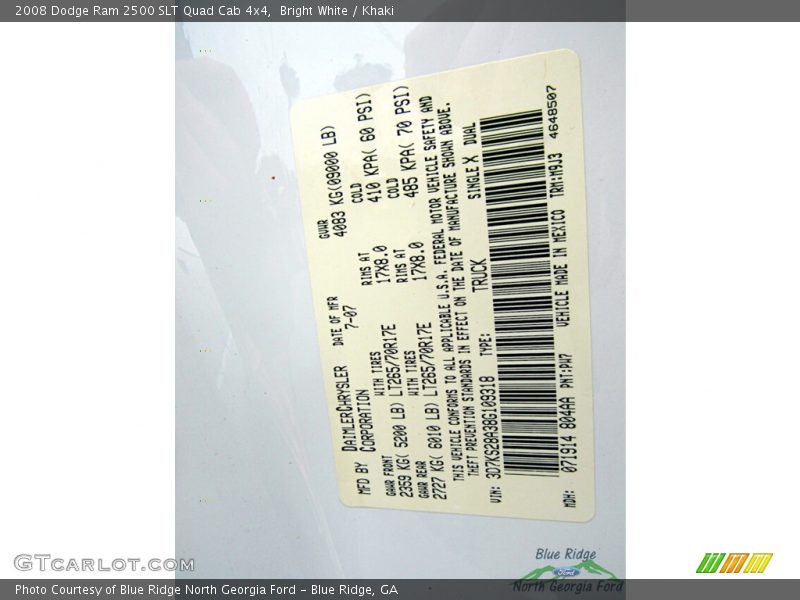 2008 Dodge Ram 2500 SLT Quad Cab 4x4,  Bright White / Khaki
MFD BY DAIMLERCHRYSLER CORPORATION
DATE OF MFR
7-07
GVWR
4083 KG(09000 LB)
GAWR FRONT WITH TIRES RIMS AT COLD
2359 KG( 5200 LB) LT265/70R17E 17X8.0 410 KPA( 60 PSI)
GAWR REAR WITH TIRES RIMS AT COLD
2727 KG( 6010 LB) LT265/70R17E 17X8.0 485 KPA( 70 PSI)
THIS VEHICLE CONFORMS TO ALL APPLICABLE U.S.A. FEDERAL MOTOR VEHICLE SAFETY AND
THEFT PREVENTION STANDARDS IN EFFECT ON THE DATE OF MANUFACTURE SHOWN ABOVE.
VIN: 3D7KS28A38G109318 TYPE: TRUCK SINGLE X DUAL
MDH: 071914 804AA PNT:PW7 VEHICLE MADE IN MEXICO TRM:M9J3 4648507
GTCARLOT.COM
Blue Ridge
Ford
North Georgia Ford
Photo Courtesy of Blue Ridge North Georgia Ford – Blue Ridge, GA